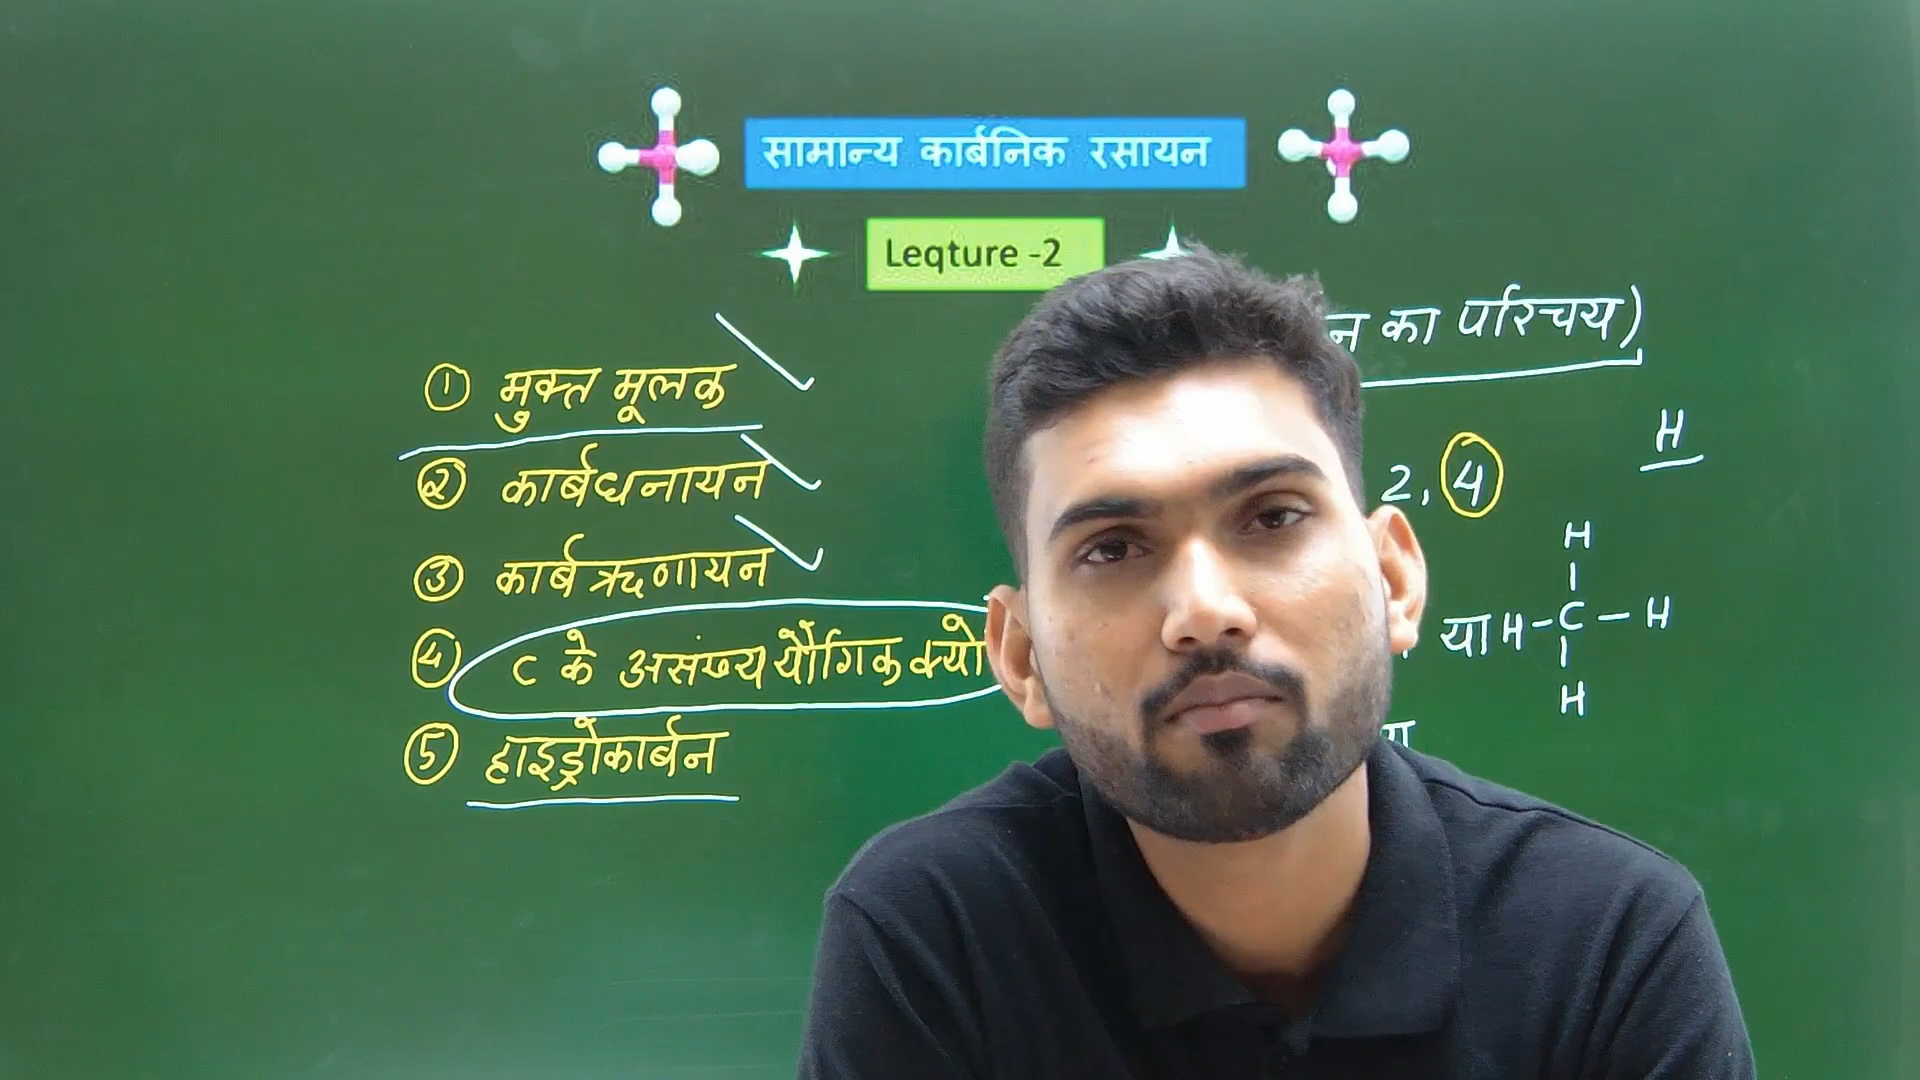 सामान्य कार्बनिक रसायन
Leqture -2
का परिचय)
① मुक्त मूलक
② कार्बधनायन
③ कार्बऋणायन
④ C के असंख्य यौगिक क्यों
⑤ हाइड्रोकार्बन
H
2, ④
H
या H-C-H
H